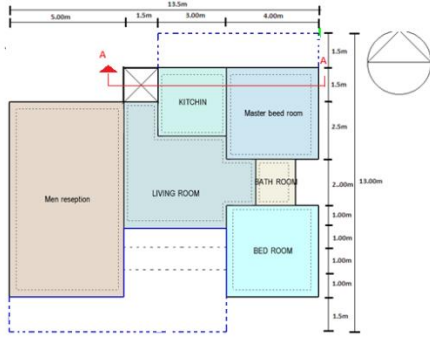 13.5m
5.00m
1.5m
3.00m
4.00m
A
A
1.5m
1.5m
KITCHIN
Master beed room
2.5m
Men reseption
LIVING ROOM
BATH ROOM
2.00m
13.00m
1.00m
BED ROOM
1.00m
1.00m
1.00m
1.5m